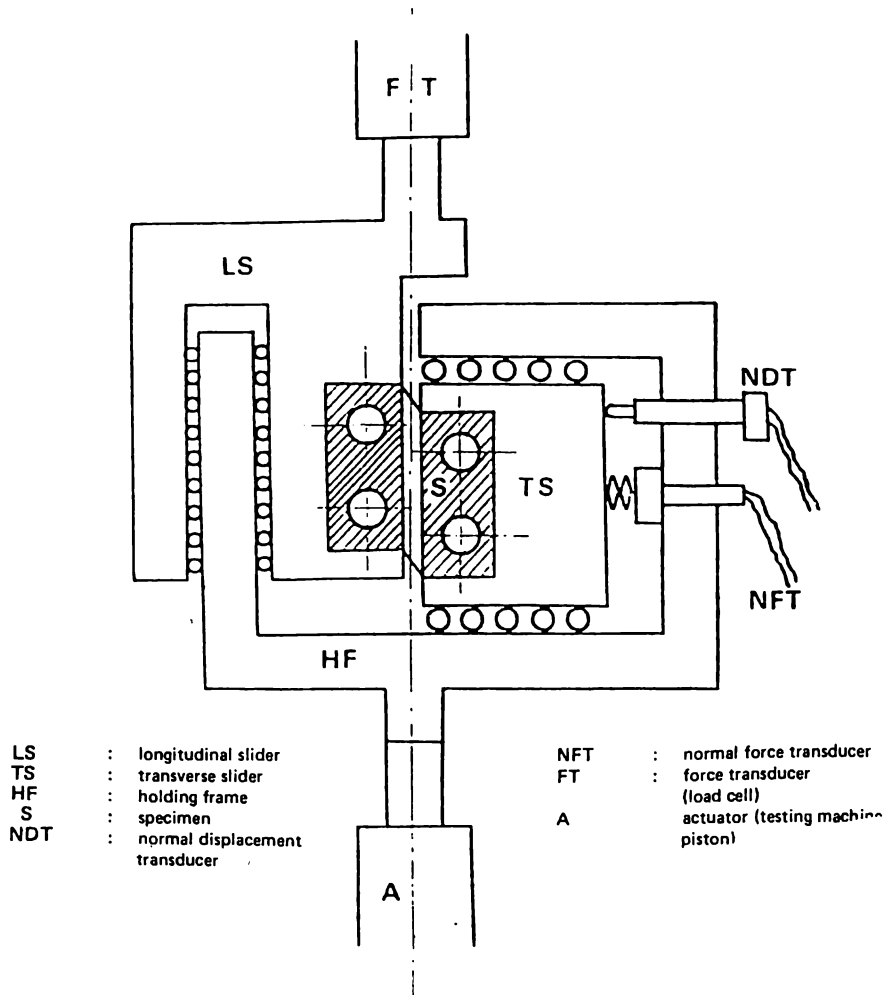 F T
LS
NDT
S
TS
NFT
HF
LS : longitudinal slider
TS : transverse slider
HF : holding frame
S : specimen
NDT : normal displacement
transducer
NFT : normal force transducer
FT : force transducer
(load cell)
A actuator (testing machine
piston)
A